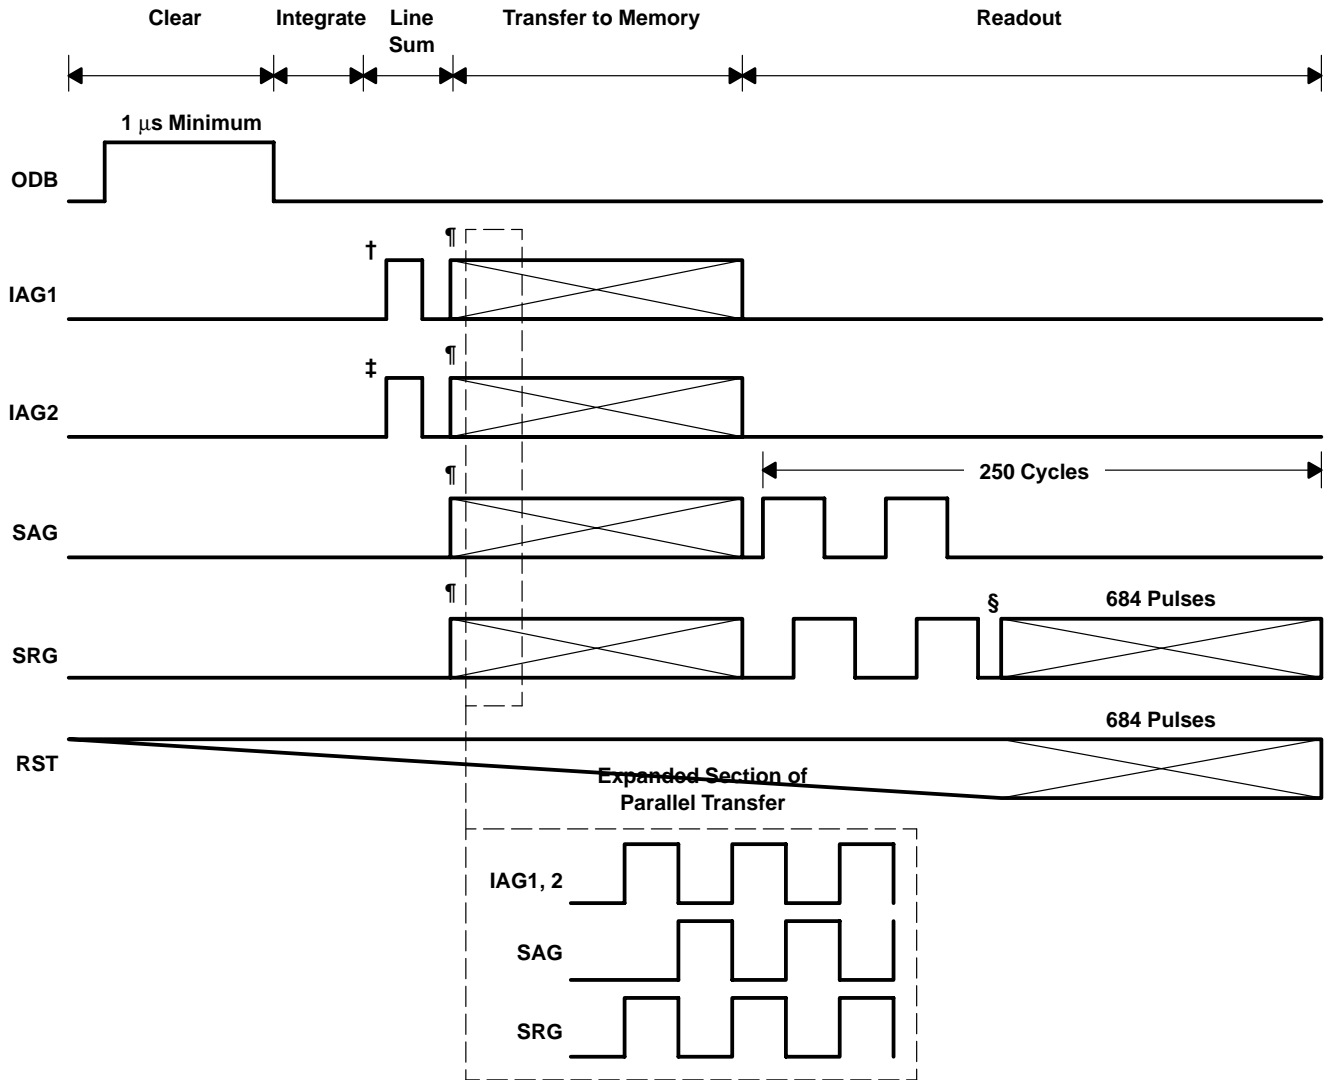 Clear Integrate Line Sum Transfer to Memory Readout
1 μs Minimum
ODB
† ¶
IAG1
‡ ¶
IAG2
¶ 250 Cycles
SAG
¶ § 684 Pulses
SRG
684 Pulses
RST
Expanded Section of
Parallel Transfer
IAG1, 2
SAG
SRG